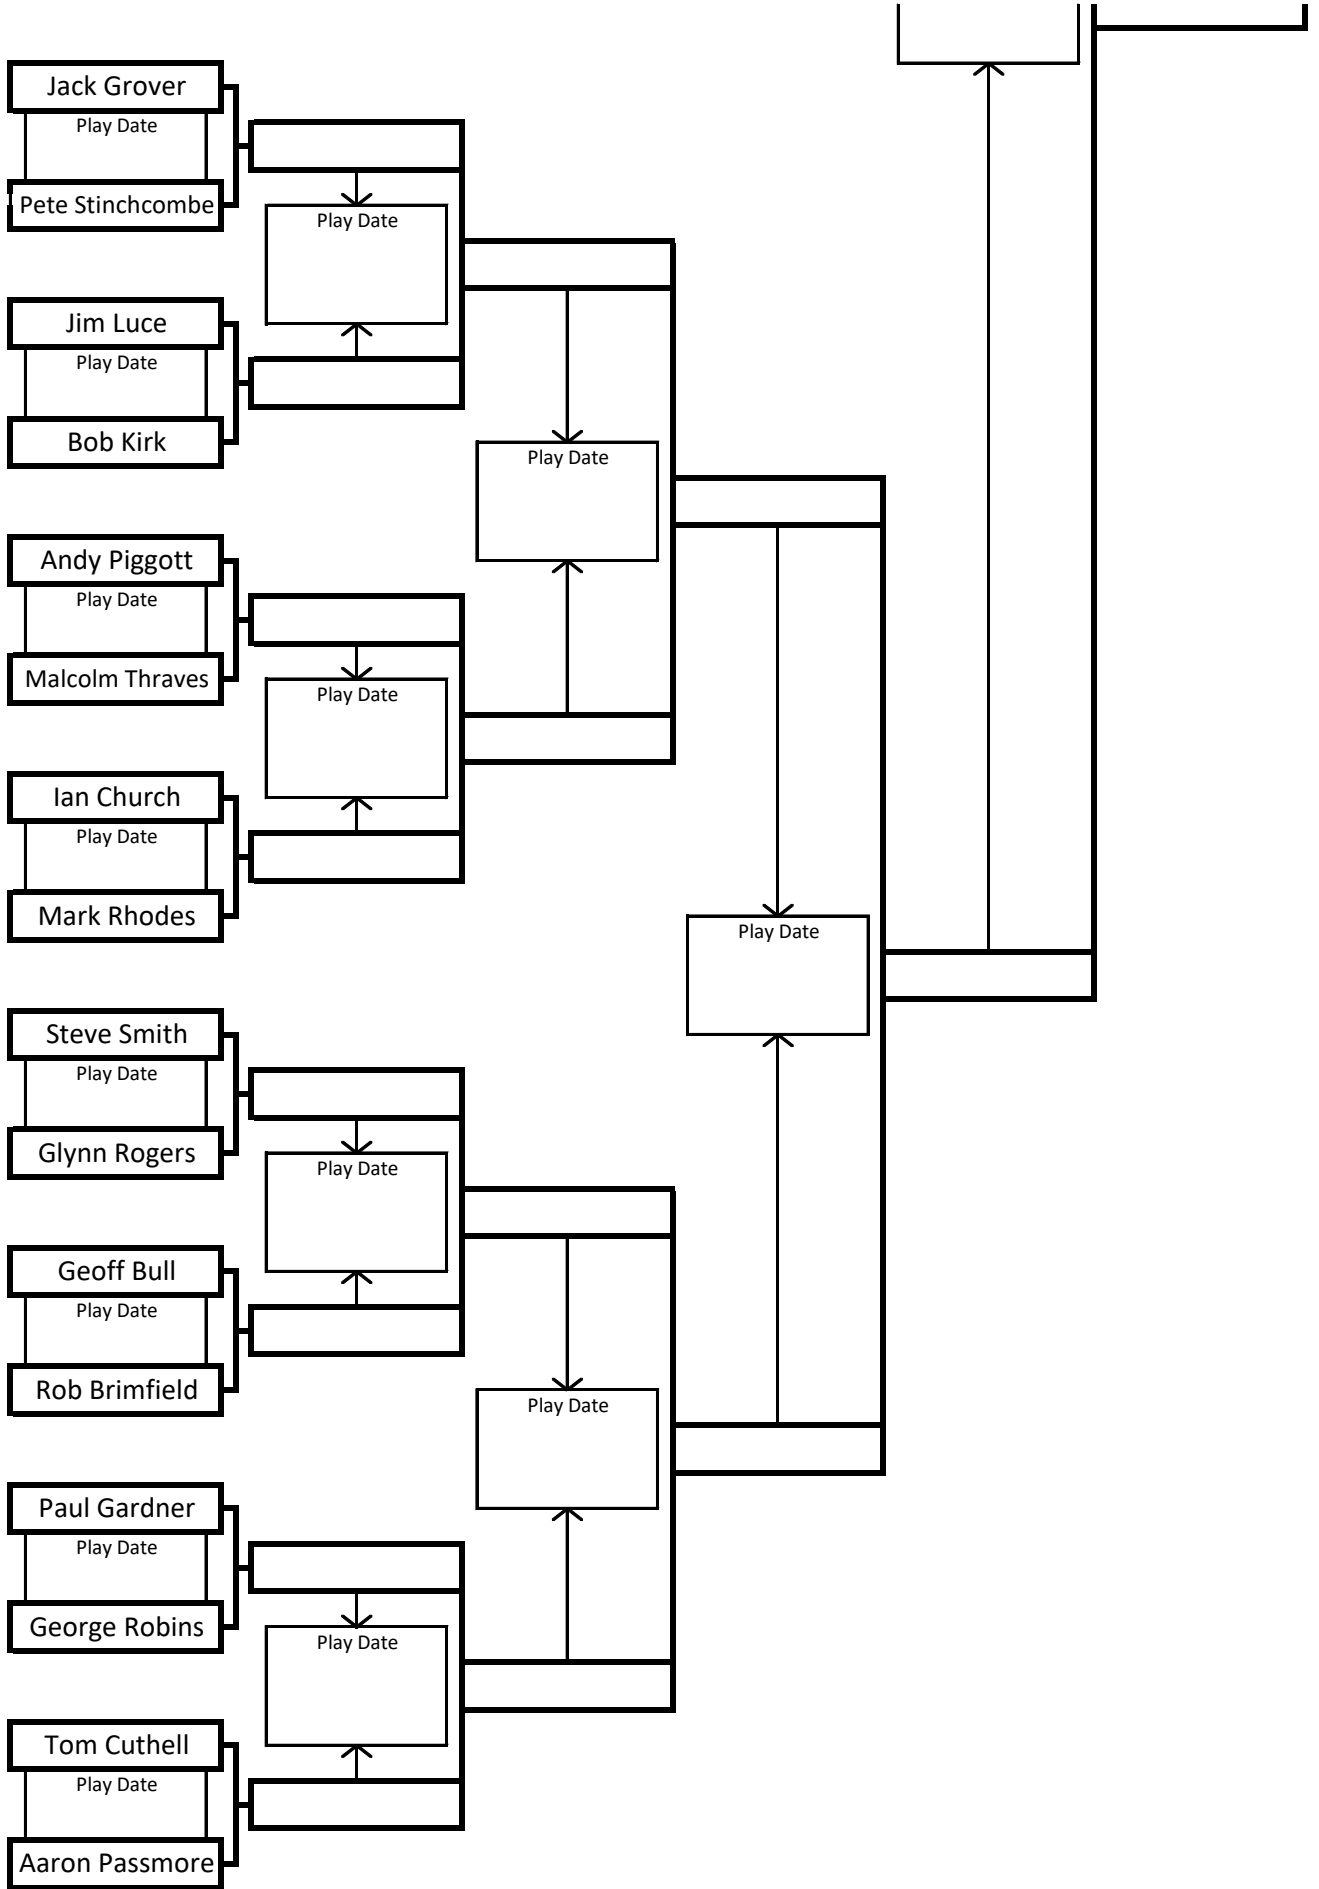 Jack Grover
Play Date
Pete Stinchcombe
Play Date
Jim Luce
Play Date
Bob Kirk
Play Date
Andy Piggott
Play Date
Malcolm Thraves
Play Date
Ian Church
Play Date
Mark Rhodes
Play Date
Steve Smith
Play Date
Glynn Rogers
Play Date
Geoff Bull
Play Date
Rob Brimfield
Play Date
Paul Gardner
Play Date
George Robins
Play Date
Tom Cuthell
Play Date
Aaron Passmore